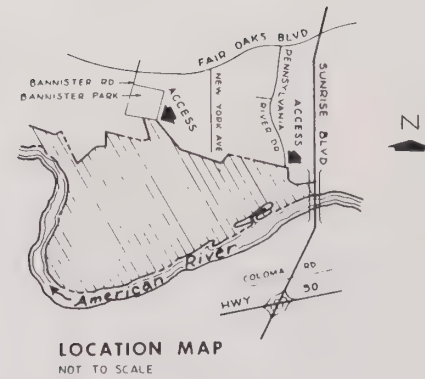 FAIR OAKS BLVD
BANNISTER RD
BANNISTER PARK
ACCESS
NEW YORK AVE
PENNSYLVANIA
RIVER DR
ACCESS
SUNRISE BLVD
N
American River
COLOMA RD
HWY 50
LOCATION MAP
NOT TO SCALE